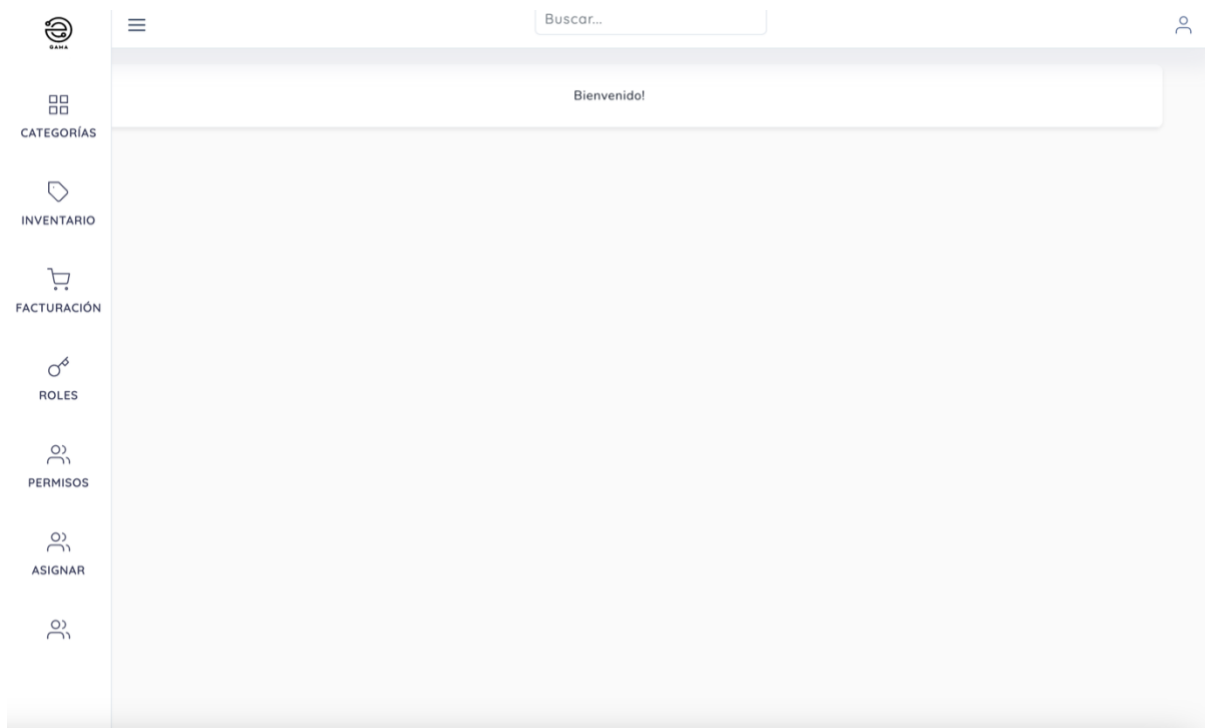 GAMA
Buscar...
Bienvenido!
CATEGORÍAS
INVENTARIO
FACTURACIÓN
ROLES
PERMISOS
ASIGNAR